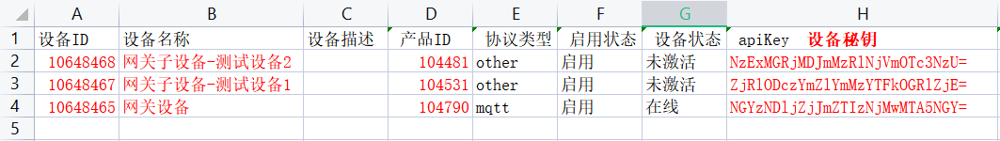 A B C D E F G H
1 设备ID 设备名称 设备描述 产品ID 协议类型 启用状态 设备状态 apiKey 设备秘钥
2 10648468 网关子设备-测试设备2 104481 other 启用 未激活 NzExMGRjMDJmMzRlNjVmOTc3NzU=
3 10648467 网关子设备-测试设备1 104531 other 启用 未激活 ZjRlODczYmZlYmMzYTFkOGRlZjE=
4 10648465 网关设备 104790 mqtt 启用 在线 NGYzNDljZjJmZTIzNjMwMTA5NGY=
5